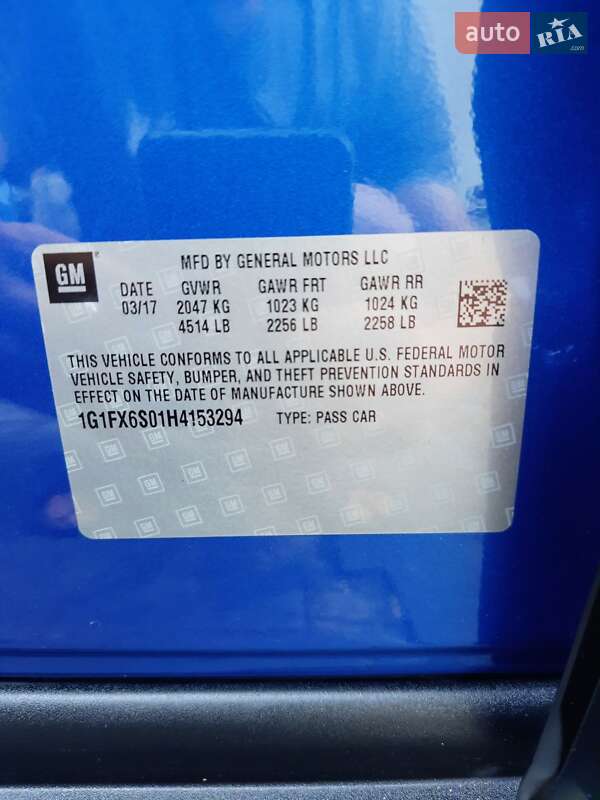 auto RIA .com
GM
MFD BY GENERAL MOTORS LLC
DATE GVWR GAWR FRT GAWR RR
03/17 2047 KG 1023 KG 1024 KG
4514 LB 2256 LB 2258 LB
THIS VEHICLE CONFORMS TO ALL APPLICABLE U.S. FEDERAL MOTOR
VEHICLE SAFETY, BUMPER, AND THEFT PREVENTION STANDARDS IN
EFFECT ON THE DATE OF MANUFACTURE SHOWN ABOVE.
1G1FX6S01H4153294 TYPE: PASS CAR